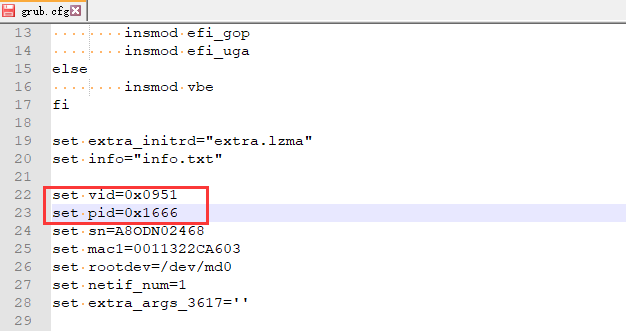 grub.cfg
13 insmod efi_gop
14 insmod efi_uga
15 else
16 insmod vbe
17 fi
18
19 set extra_initrd="extra.lzma"
20 set info="info.txt"
21
22 set vid=0x0951
23 set pid=0x1666
24 set sn=A8ODN02468
25 set mac1=0011322CA603
26 set rootdev=/dev/md0
27 set netif_num=1
28 set extra_args_3617=''
29